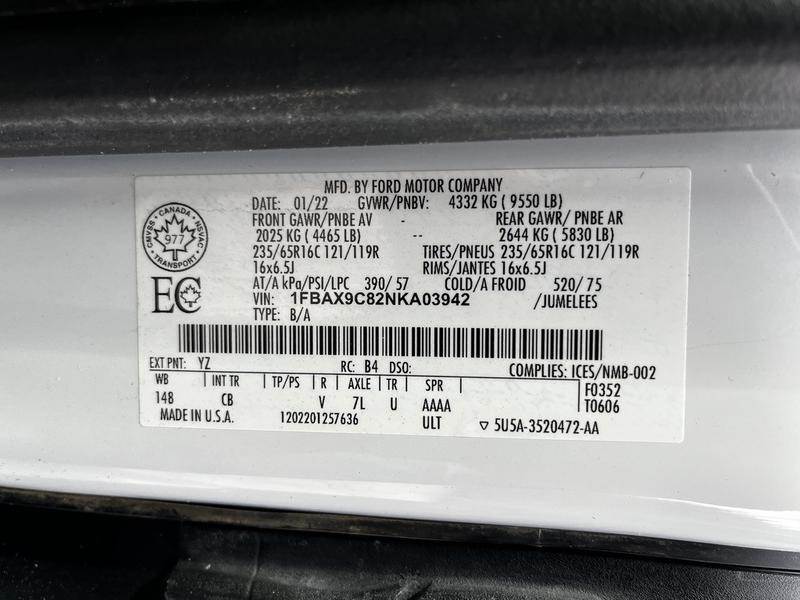 MFD. BY FORD MOTOR COMPANY
DATE: 01/22 GVWR/PNBV: 4332 KG ( 9550 LB)
FRONT GAWR/PNBE AV - REAR GAWR/ PNBE AR
2025 KG ( 4465 LB) -- 2644 KG ( 5830 LB)
235/65R16C 121/119R TIRES/PNEUS 235/65R16C 121/119R
16x6.5J RIMS/JANTES 16x6.5J
AT/A kPa/PSI/LPC 390/ 57 COLD/A FROID 520/ 75
VIN: 1FBAX9C82NKA03942 /JUMELEES
TYPE: B/A
CANADA
CMVSS NSVAC
977
TRANSPORT
EC
EXT PNT: YZ RC: B4 DSO: COMPLIES: ICES/NMB-002
WB INT TR TP/PS R AXLE TR SPR F0352
148 CB V 7L U AAAA T0606
MADE IN U.S.A. 1202201257636 ULT 5U5A-3520472-AA